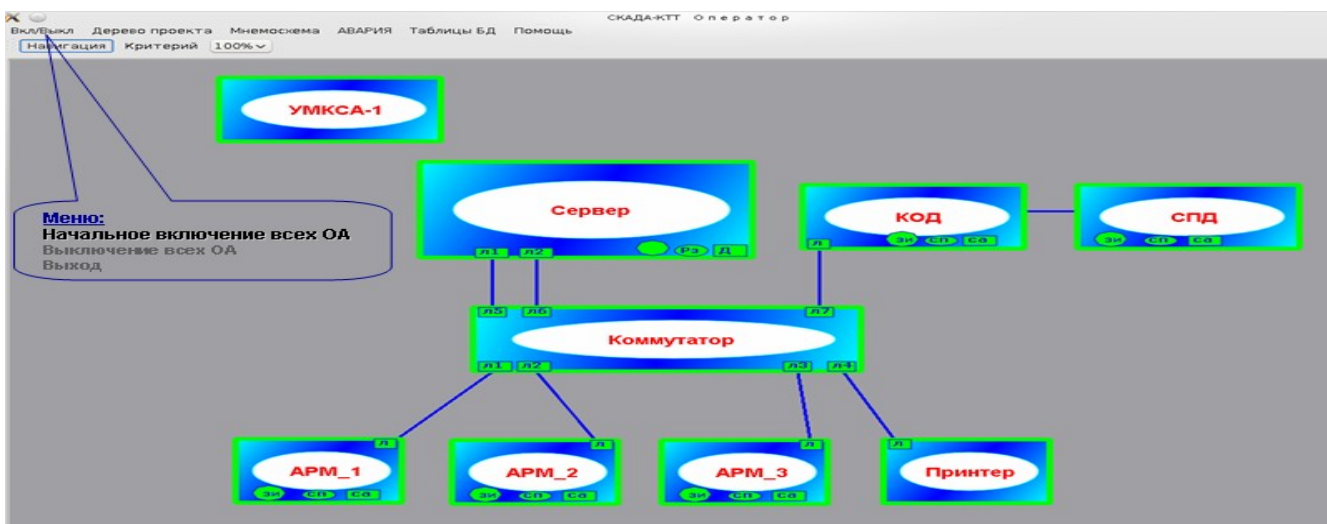 СКАДА-КТТ Оператор
Вкл/Выкл Дерево проекта Мнемосхема АВАРИЯ Таблицы БД Помощь
Навигация Критерий 100%
УМКСА-1
Сервер
л1 л2 Рэ Д
КОД
л зи сп са
СПД
зи сп са
Меню:
Начальное включение всех ОА
Выключение всех ОА
Выход
л5 л6 л7
Коммутатор
л1 л2 л3 л4
л
АРМ_1
зи сп са
л
АРМ_2
зи сп са
л
АРМ_3
зи сп са
л
Принтер